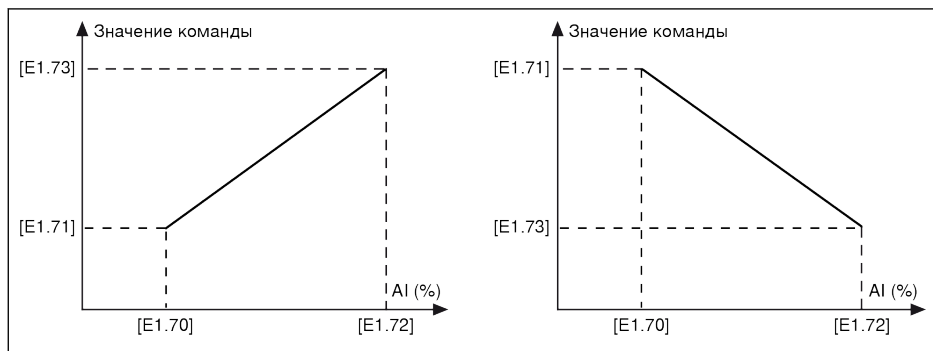 Значение команды
[E1.73]
[E1.71]
AI (%)
[E1.70]
[E1.72]
Значение команды
[E1.71]
[E1.73]
AI (%)
[E1.70]
[E1.72]